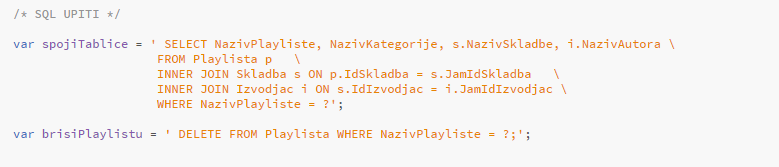 /* SQL UPITI */
var spojiTablice = ' SELECT NazivPlayliste, NazivKategorije, s.NazivSkladbe, i.NazivAutora \
FROM Playlista p \
INNER JOIN Skladba s ON p.IdSkladba = s.JamIdSkladba \
INNER JOIN Izvodjac i ON s.IdIzvodjac = i.JamIdIzvodjac \
WHERE NazivPlayliste = ?';
var brisiPlaylistu = ' DELETE FROM Playlista WHERE NazivPlayliste = ?;';